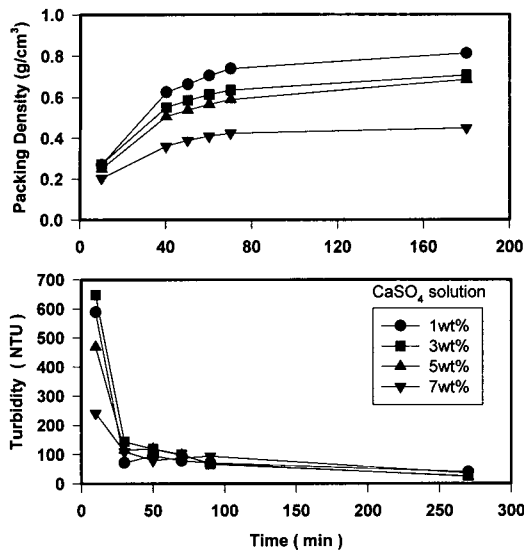 Packing Density (g/cm³)
1.0
0.8
0.6
0.4
0.2
0.0
0 40 80 120 160 200
Turbidity ( NTU )
700
600
500
400
300
200
100
0
CaSO₄ solution
1wt%
3wt%
5wt%
7wt%
0 50 100 150 200 250 300
Time ( min )